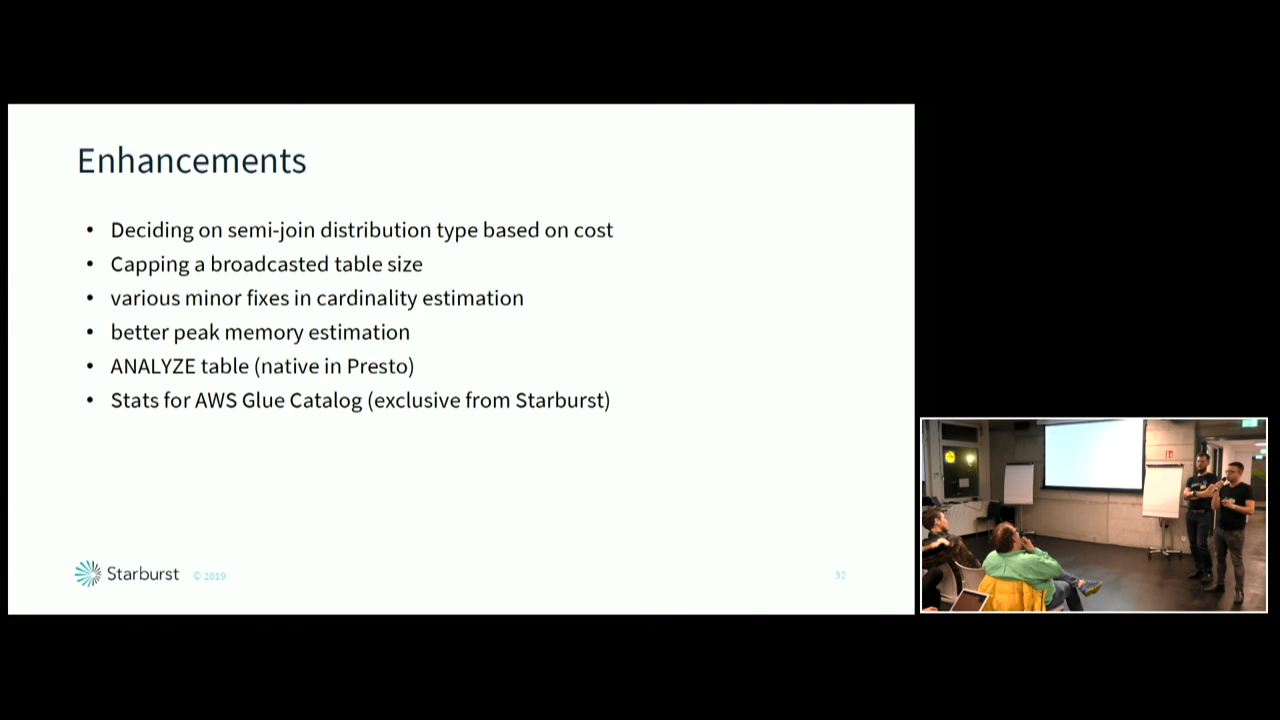 Enhancements
• Deciding on semi-join distribution type based on cost
• Capping a broadcasted table size
• various minor fixes in cardinality estimation
• better peak memory estimation
• ANALYZE table (native in Presto)
• Stats for AWS Glue Catalog (exclusive from Starburst)
Starburst © 2019
32